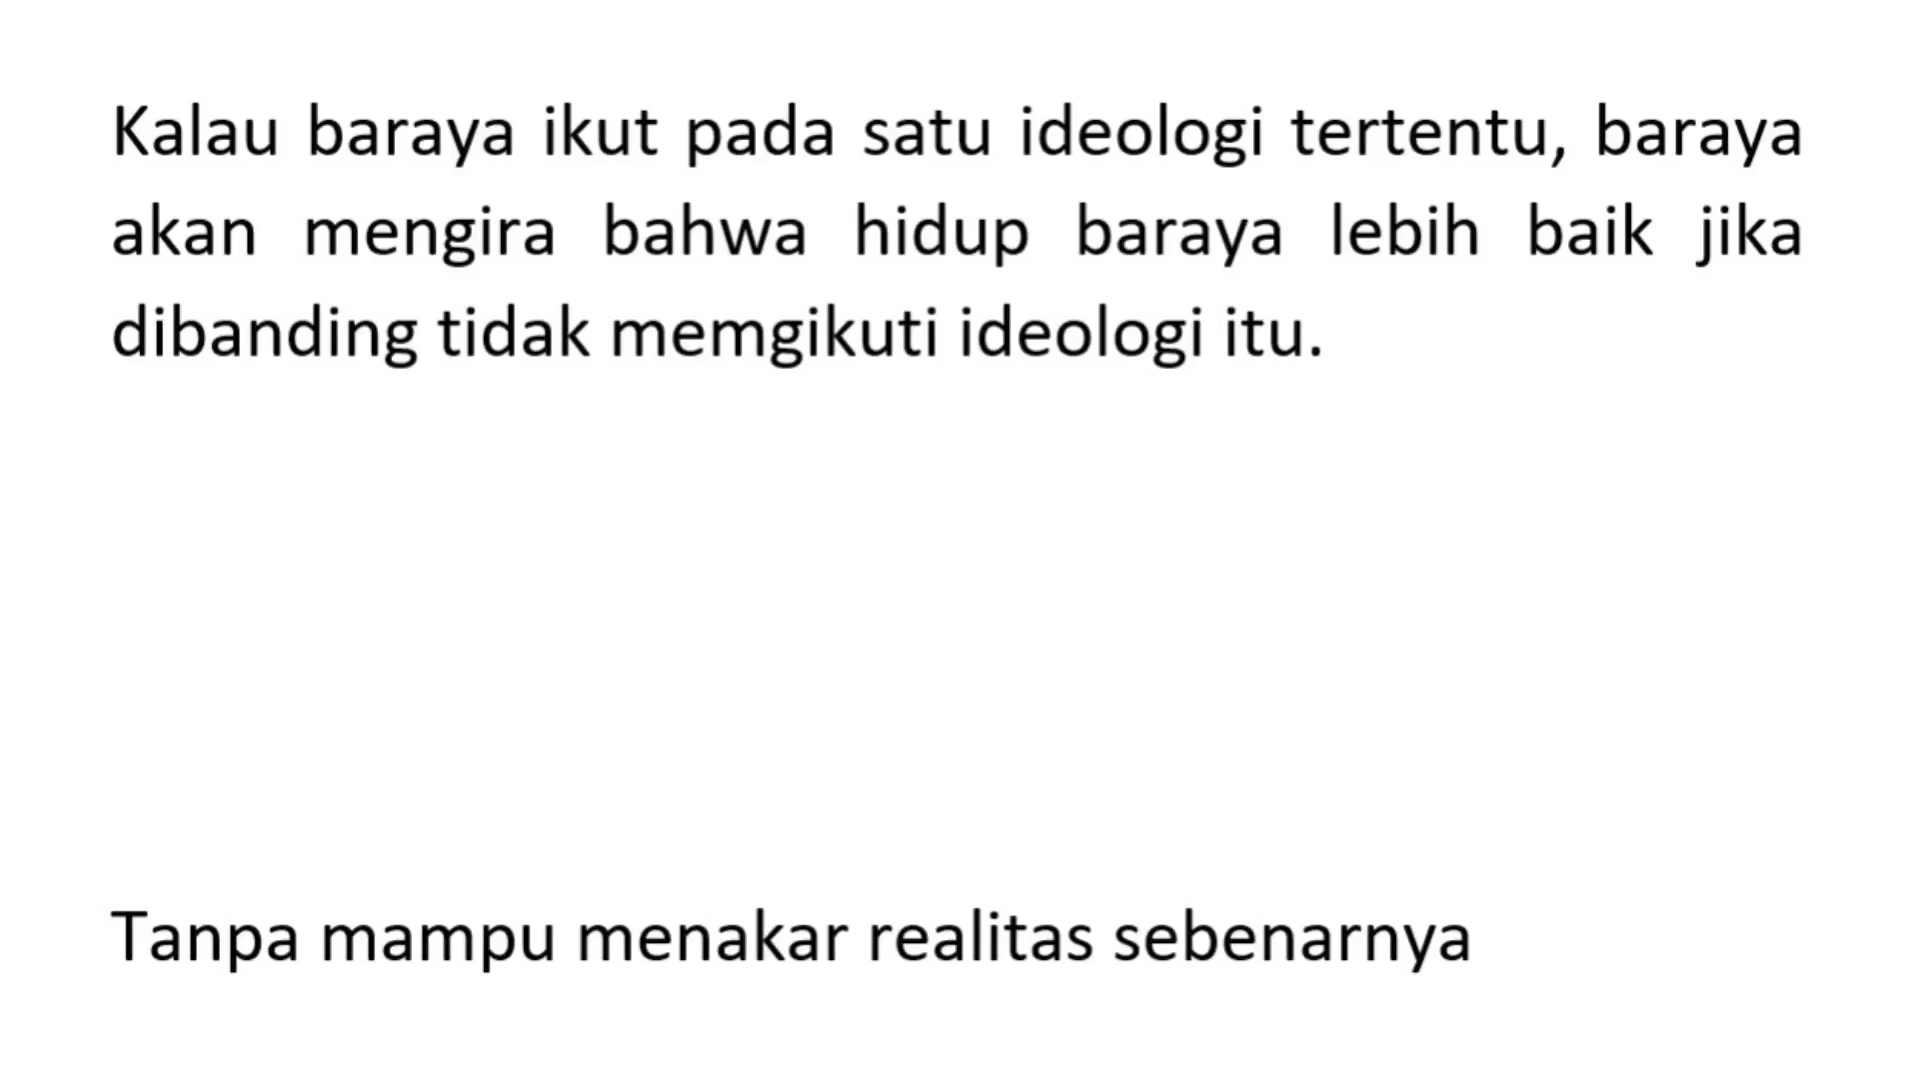 Kalau baraya ikut pada satu ideologi tertentu, baraya
akan mengira bahwa hidup baraya lebih baik jika
dibanding tidak memgikuti ideologi itu.
Tanpa mampu menakar realitas sebenarnya